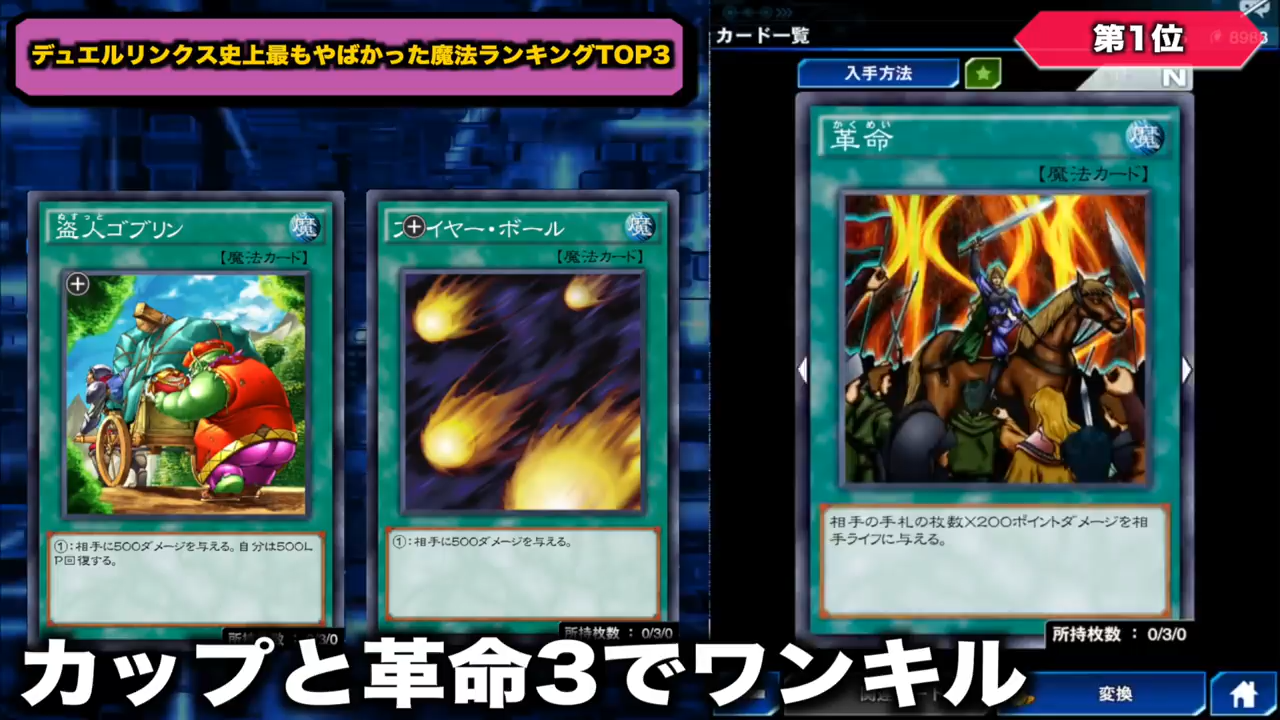 デュエルリンクス史上最もやばかった魔法ランキングTOP3
カード一覧
第1位
入手方法
N
かくめい
革命
魔
【魔法カード】
ぬすっと
盗人ゴブリン
魔
【魔法カード】
イヤー・ボール
魔
【魔法カード】
①:相手に500ダメージを与える。自分は500L
P回復する。
①:相手に500ダメージを与える。
相手の手札の枚数×200ポイントダメージを相
手ライフに与える。
所持枚数 : 0/3/0
所持枚数 : 0/3/0
カップと革命3でワンキル
変換